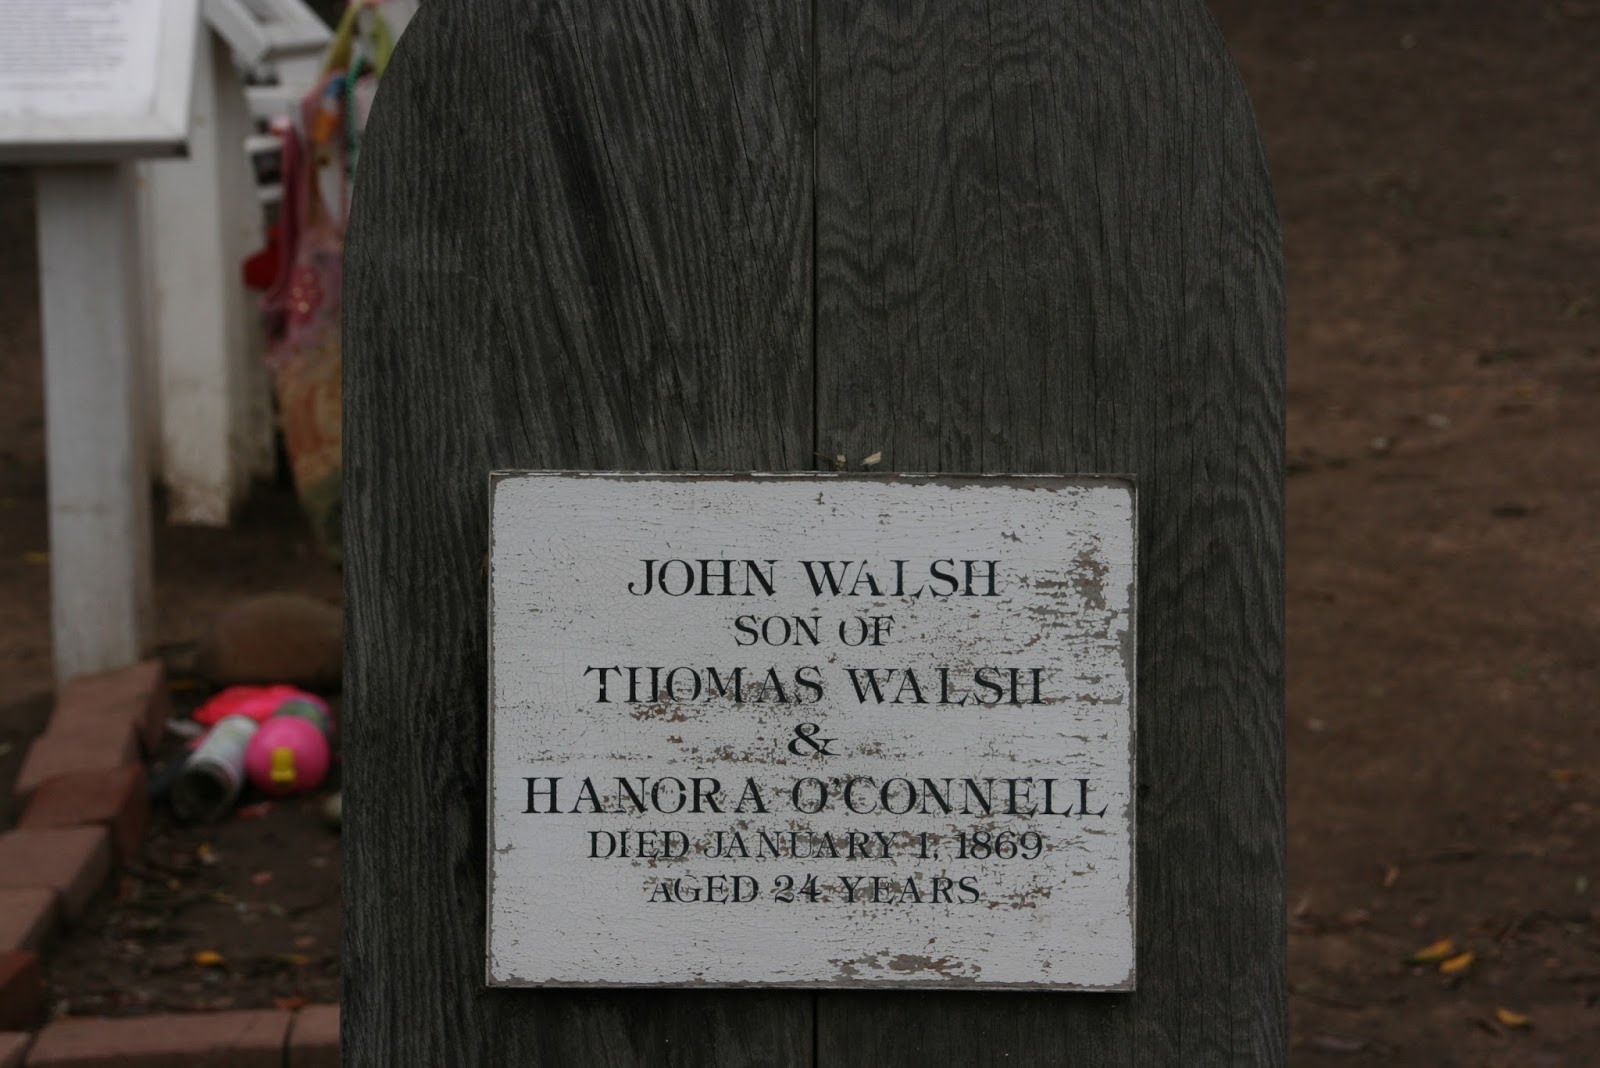 JOHN WALSH
SON OF
THOMAS WALSH
&
HANORA O'CONNELL
DIED JANUARY 1, 1869
AGED 24 YEARS